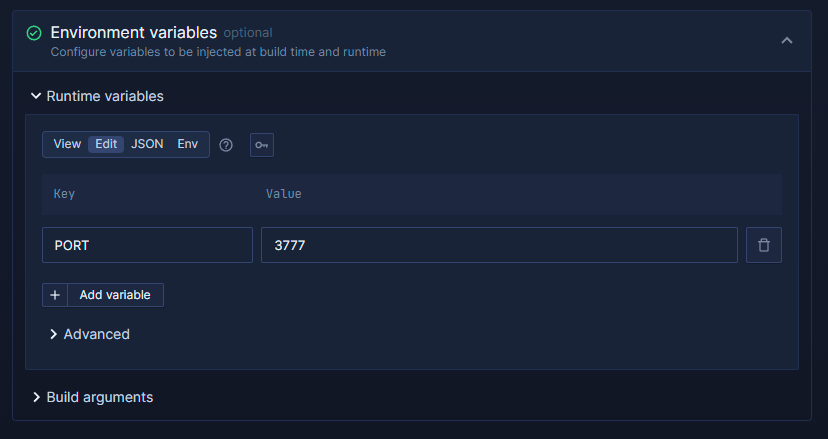 Environment variables optional
Configure variables to be injected at build time and runtime
Runtime variables
View Edit JSON Env
Key Value
PORT 3777
Add variable
Advanced
Build arguments